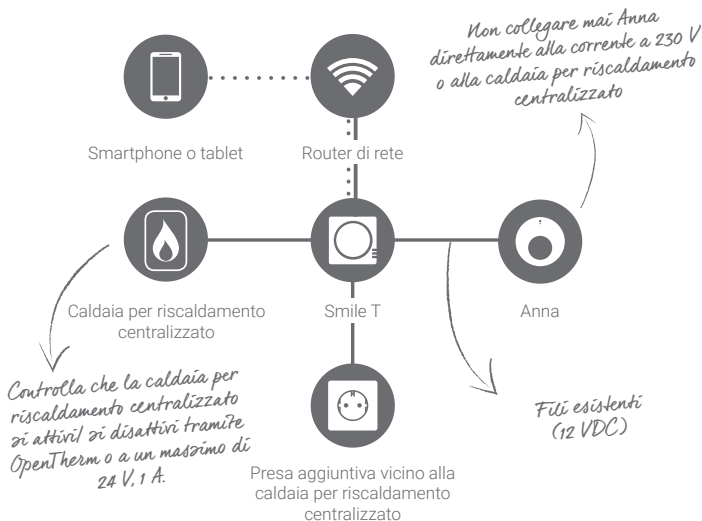 Non collegare mai Anna
direttamente alla corrente a 230 V
o alla caldaia per riscaldamento
centralizzato
Smartphone o tablet
Router di rete
Caldaia per riscaldamento
centralizzato
Smile T
Anna
Controlla che la caldaia per
riscaldamento centralizzato
si attivi/ si disattivi tramite
OpenTherm o a un massimo di
24 V, 1 A.
Fili esistenti
(12 VDC)
Presa aggiuntiva vicino alla
caldaia per riscaldamento
centralizzato